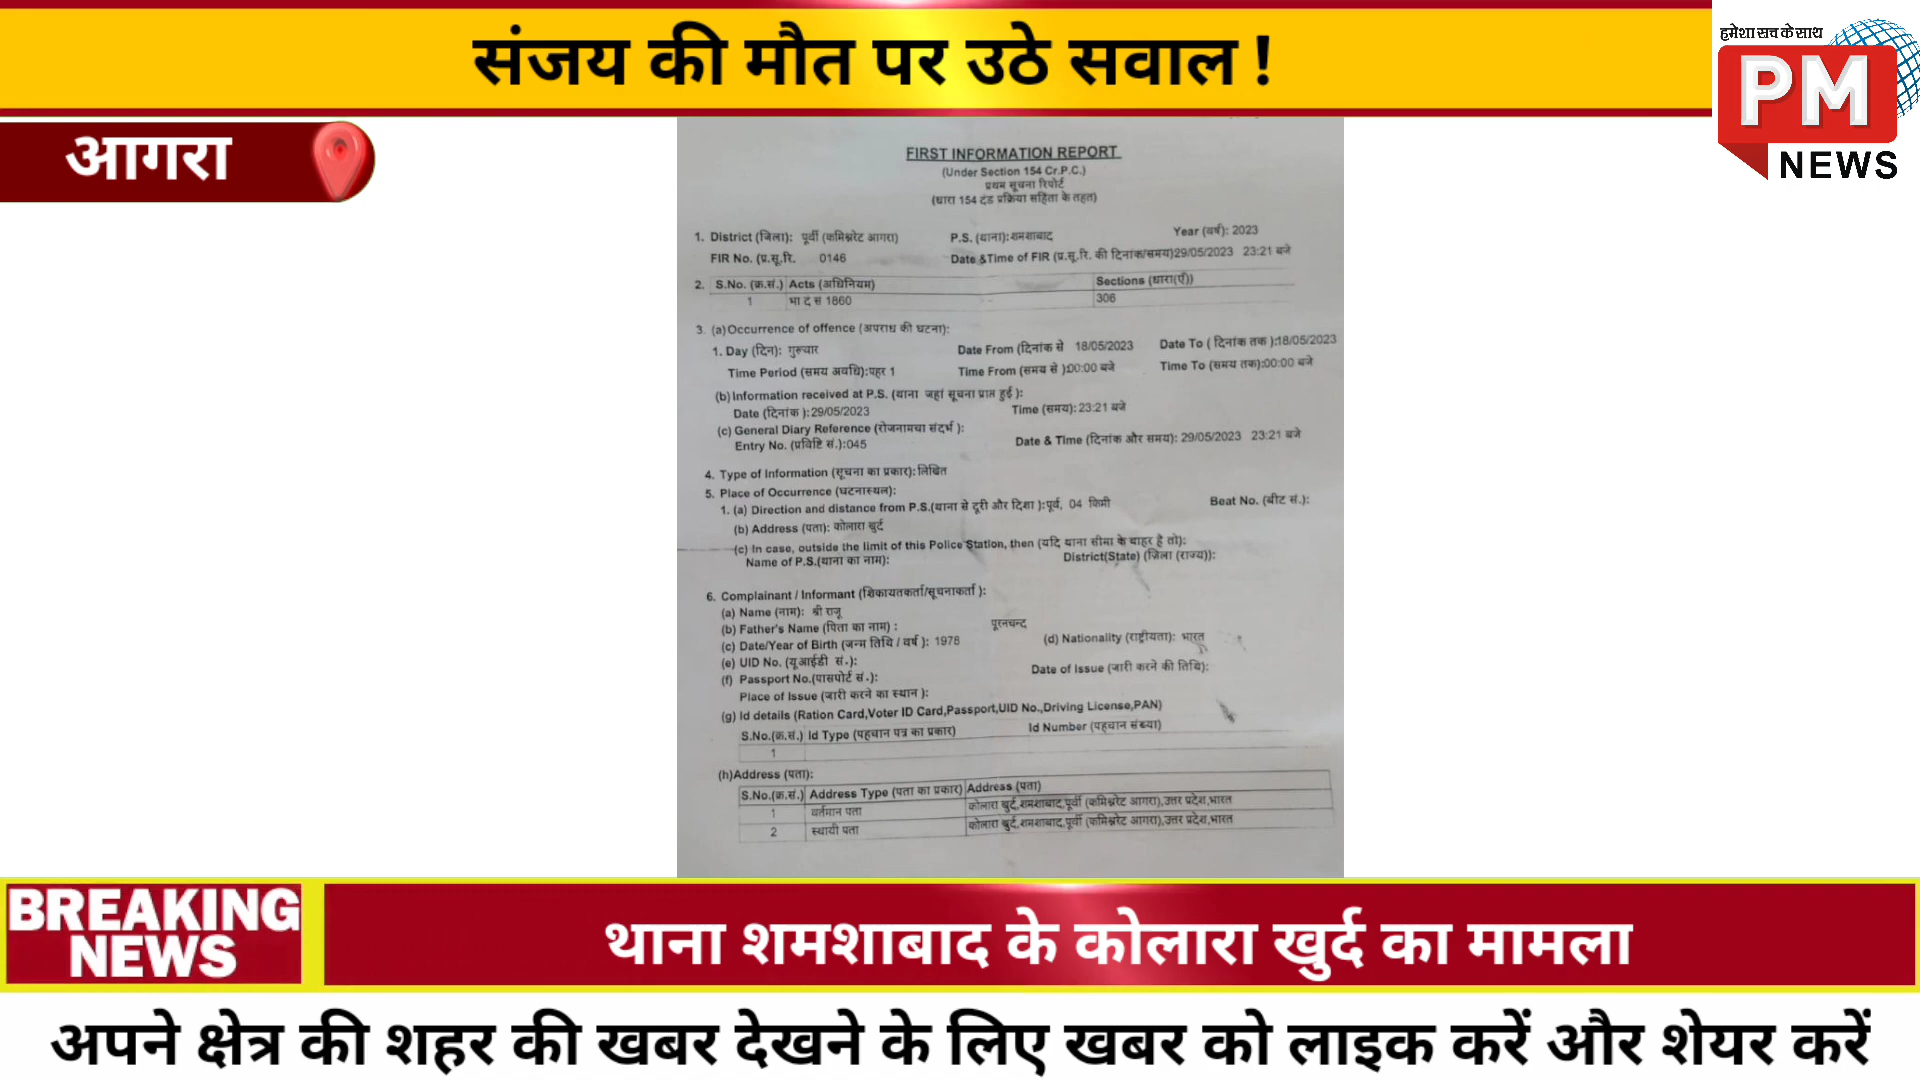 संजय की मौत पर उठे सवाल !
हमेशा सच के साथ
PM
NEWS
आगरा
FIRST INFORMATION REPORT
(Under Section 154 Cr.P.C.)
प्रथम सूचना रिपोर्ट
(धारा 154 दंड प्रक्रिया संहिता के तहत)
1. District (जिला): पूर्वी (कमिश्नरेट आगरा) P.S. (थाना): शमशाबाद Year (वर्ष): 2023
FIR No. (प्र.सू.रि. 0146 Date &Time of FIR (प्र.सू.रि. की दिनांक/समय)29/05/2023 23:21 बजे
2. S.No. (क्र.सं.) Acts (अधिनियम) Sections (धारा(एँ))
1 भा दं सं 1860 306
3. (a) Occurrence of offence (अपराध की घटना):
1. Day (दिन): गुरुवार Date From (दिनांक से 18/05/2023 Date To ( दिनांक तक ):18/05/2023
Time Period (समय अवधि): पहर 1 Time From (समय से ):00:00 बजे Time To (समय तक):00:00 बजे
(b) Information received at P.S. (थाना जहां सूचना प्राप्त हुई ):
Date (दिनांक ): 29/05/2023 Time (समय): 23:21 बजे
(c) General Diary Reference (रोजनामचा संदर्भ ):
Entry No. (प्रविष्टि सं.): 045 Date & Time (दिनांक और समय): 29/05/2023 23:21 बजे
4. Type of Information (सूचना का प्रकार): लिखित
5. Place of Occurrence (घटनास्थल):
1. (a) Direction and distance from P.S.(थाना से दूरी और दिशा ): पूर्व, 04 किमी Beat No. (बीट सं.):
(b) Address (पता): कोलारा खुर्द
(c) In case, outside the limit of this Police Station, then (यदि थाना सीमा के बाहर है तो):
Name of P.S.(थाना का नाम): District(State) (जिला (राज्य)):
6. Complainant / Informant (शिकायतकर्ता/सूचनाकर्ता ):
(a) Name (नाम): श्री राजू
(b) Father's Name (पिता का नाम) : पूरनचन्द
(c) Date/Year of Birth (जन्म तिथि / वर्ष ): 1978 (d) Nationality (राष्ट्रीयता): भारत
(e) UID No. (यूआईडी सं.):
(f) Passport No.(पासपोर्ट सं.): Date of Issue (जारी करने की तिथि):
Place of Issue (जारी करने का स्थान ):
(g) Id details (Ration Card,Voter ID Card,Passport,UID No.,Driving License,PAN)
S.No.(क्र.सं.) Id Type (पहचान पत्र का प्रकार) Id Number (पहचान संख्या)
1
(h) Address (पता):
S.No.(क्र.सं.) Address Type (पता का प्रकार) Address (पता)
1 वर्तमान पता कोलारा खुर्द,शमशाबाद,पूर्वी (कमिश्नरेट आगरा),उत्तर प्रदेश,भारत
2 स्थायी पता कोलारा खुर्द,शमशाबाद,पूर्वी (कमिश्नरेट आगरा),उत्तर प्रदेश,भारत
BREAKING
NEWS
थाना शमशाबाद के कोलारा खुर्द का मामला
अपने क्षेत्र की शहर की खबर देखने के लिए खबर को लाइक करें और शेयर करें